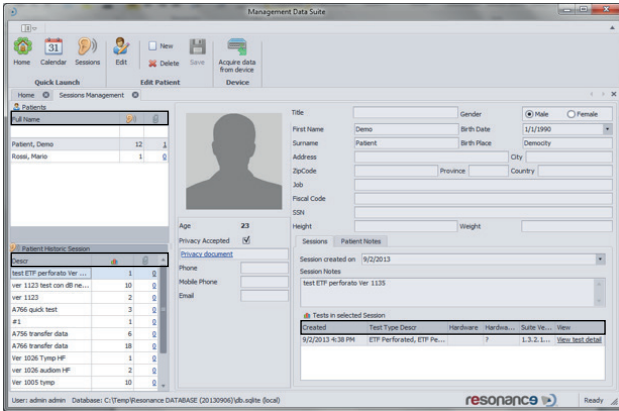 Management Data Suite
Home Calendar Sessions Edit New Delete Save Acquire data from device
Quick Launch Edit Patient Device
Home Sessions Management
Patients
Full Name
Patient, Demo 12 1
Rossi, Mario 1 0
Title Gender Male Female
First Name Demo Birth Date 1/1/1990
Surname Patient Birth Place Democity
Address City
ZipCode Province Country
Job
Fiscal Code
SSN
Height Weight
Age 23
Privacy Accepted
Privacy document
Phone
Mobile Phone
Email
Sessions Patient Notes
Session created on 9/2/2013
Session Notes
test ETF perforato Ver 1135
Tests in selected Session
Created Test Type Descr Hardware Hardwa... Suite Ve... View
9/2/2013 4:38 PM ETF Perforated, ETF Pe... ? 1.3.2.1... View test detail
Patient Historic Session
Descr
test ETF perforato Ver ... 1 0
ver 1123 test con dB ne... 10 0
ver 1123 2 0
A766 quick test 3 0
#1 1 0
A756 transfer data 6 0
A766 transfer data 18 0
Ver 1026 Tymp HF 1 0
ver 1026 audiom HF 2 0
Ver 1005 tymp 10 0
User: admin admin Database: C:\Temp\Resonance DATABASE (20130906)\db.sqlite (local)
resonance
Ready